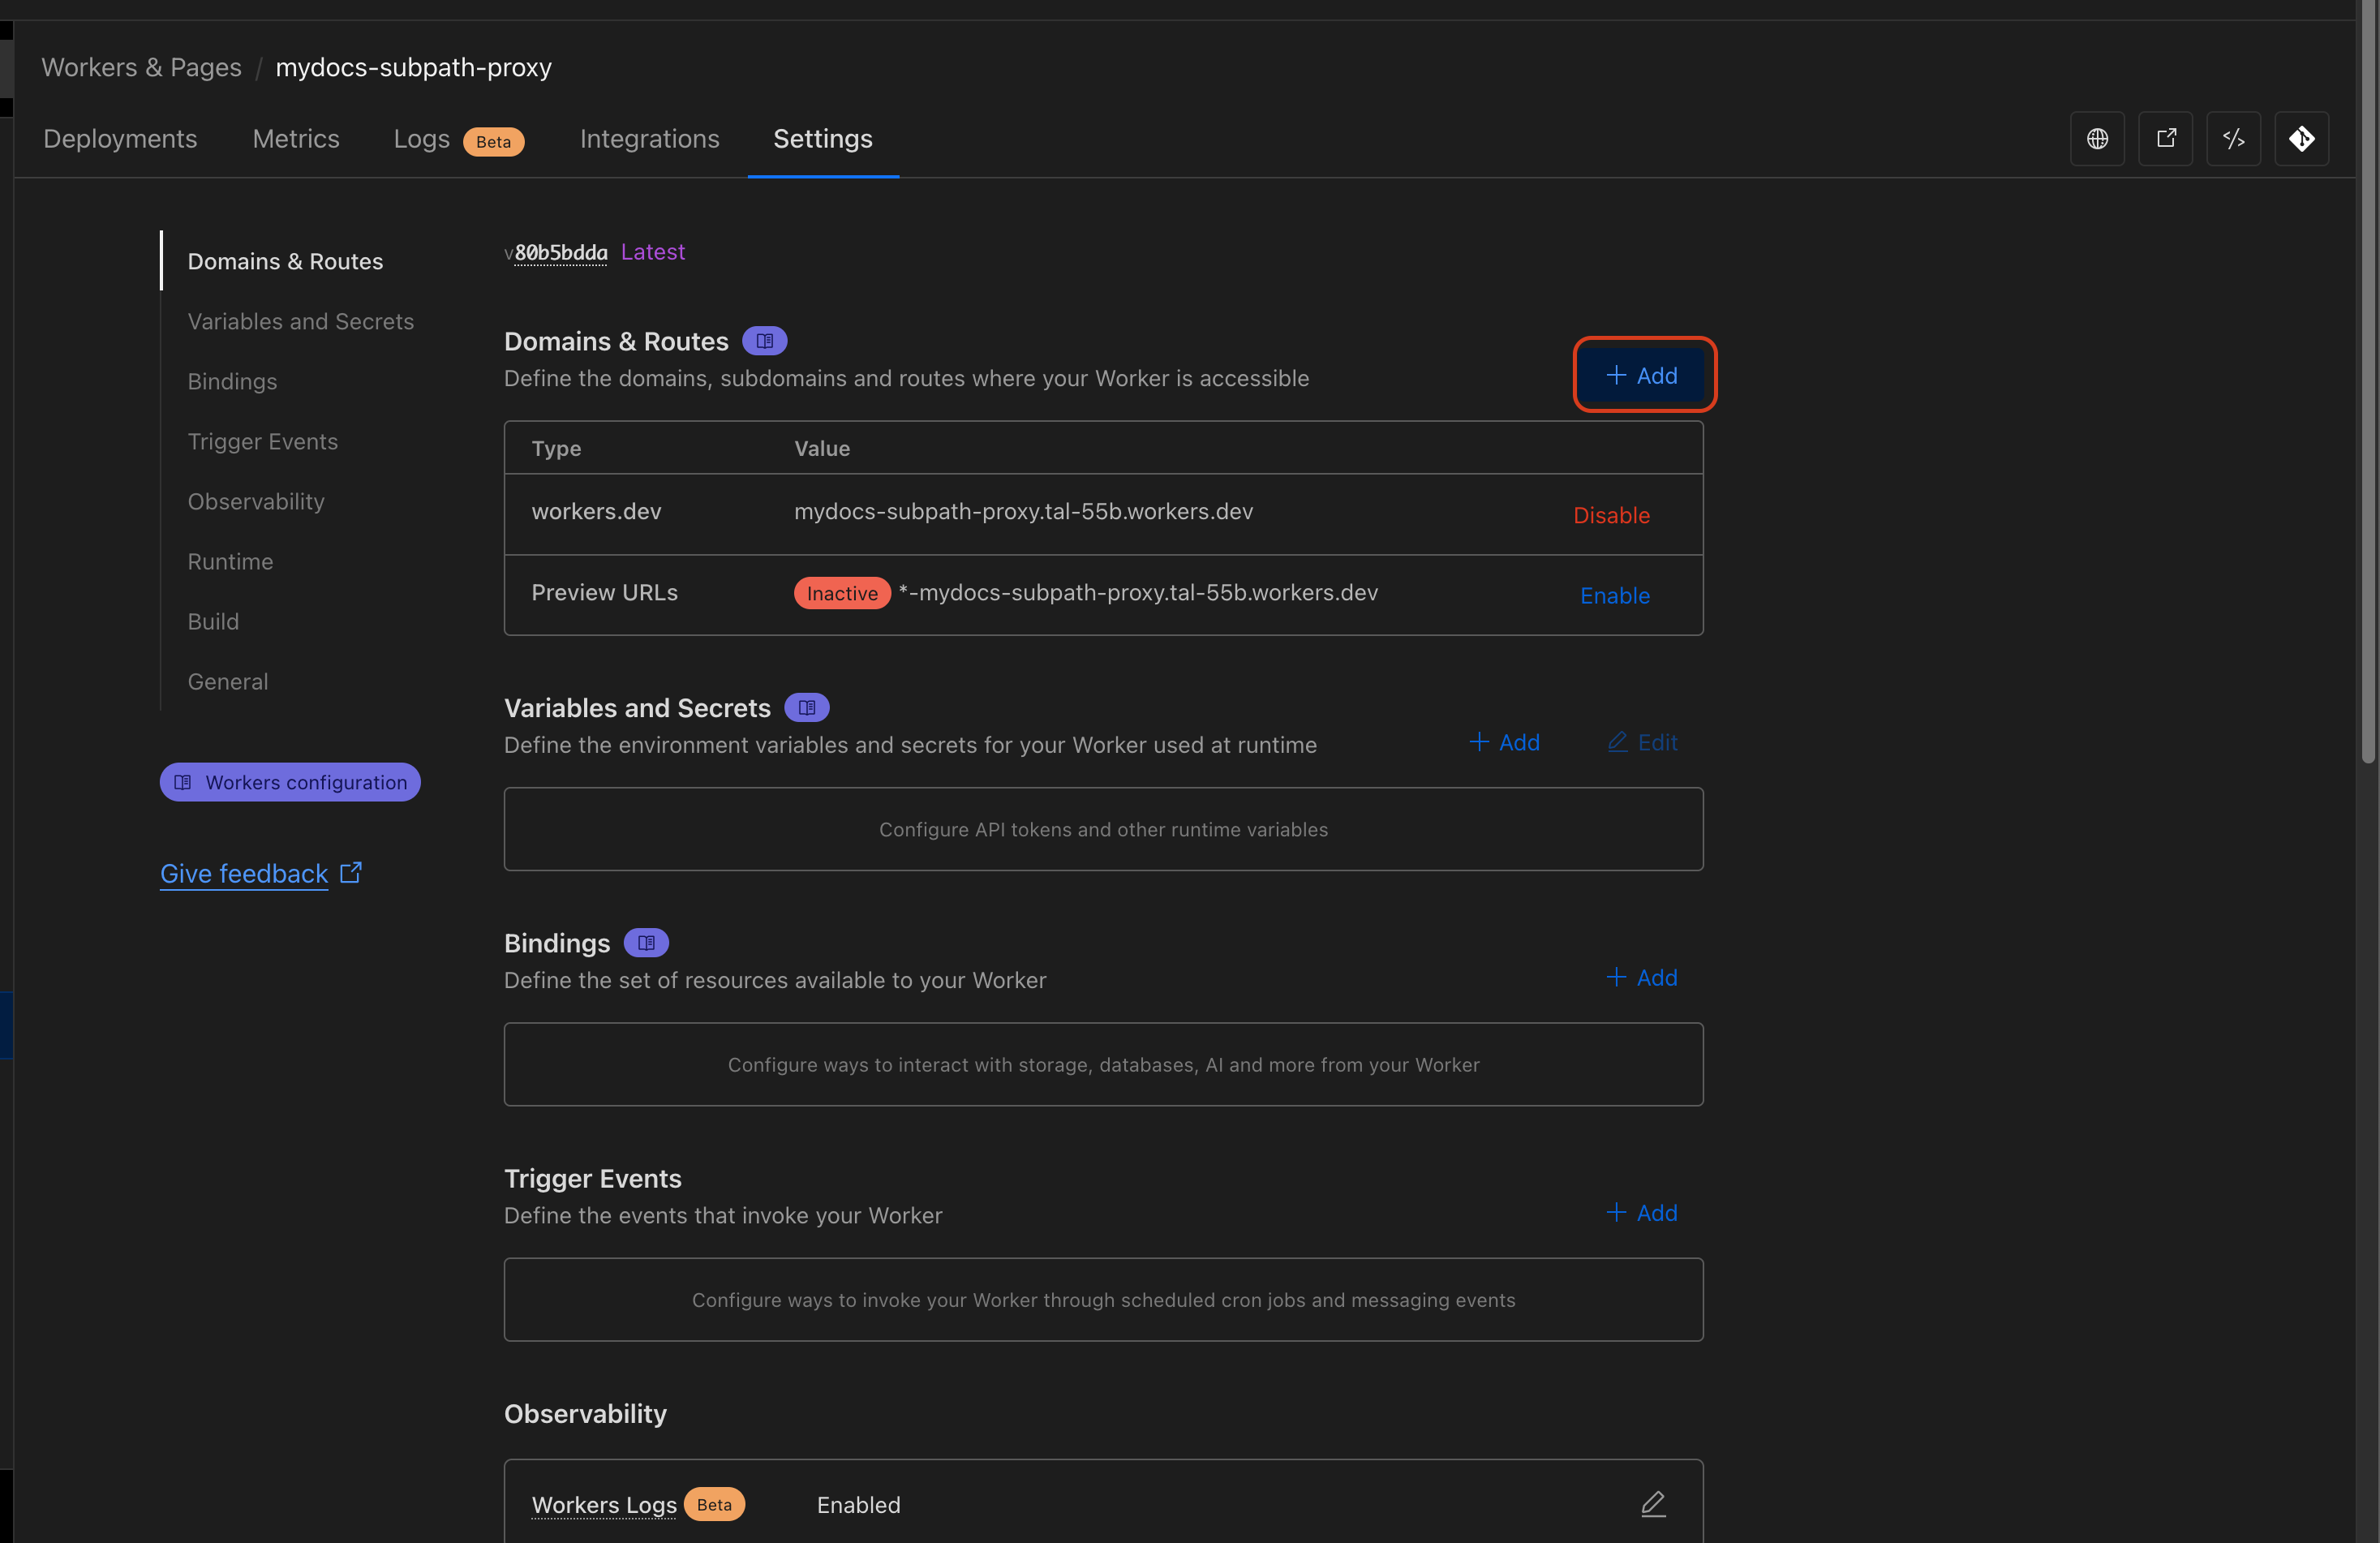 Workers & Pages / mydocs-subpath-proxy
Deployments Metrics Logs Beta Integrations Settings
Domains & Routes
Variables and Secrets
Bindings
Trigger Events
Observability
Runtime
Build
General
Workers configuration
Give feedback
v80b5bdda Latest
Domains & Routes
Define the domains, subdomains and routes where your Worker is accessible
+ Add
Type Value
workers.dev mydocs-subpath-proxy.tal-55b.workers.dev Disable
Preview URLs Inactive *-mydocs-subpath-proxy.tal-55b.workers.dev Enable
Variables and Secrets
Define the environment variables and secrets for your Worker used at runtime
+ Add Edit
Configure API tokens and other runtime variables
Bindings
Define the set of resources available to your Worker
+ Add
Configure ways to interact with storage, databases, AI and more from your Worker
Trigger Events
Define the events that invoke your Worker
+ Add
Configure ways to invoke your Worker through scheduled cron jobs and messaging events
Observability
Workers Logs Beta Enabled